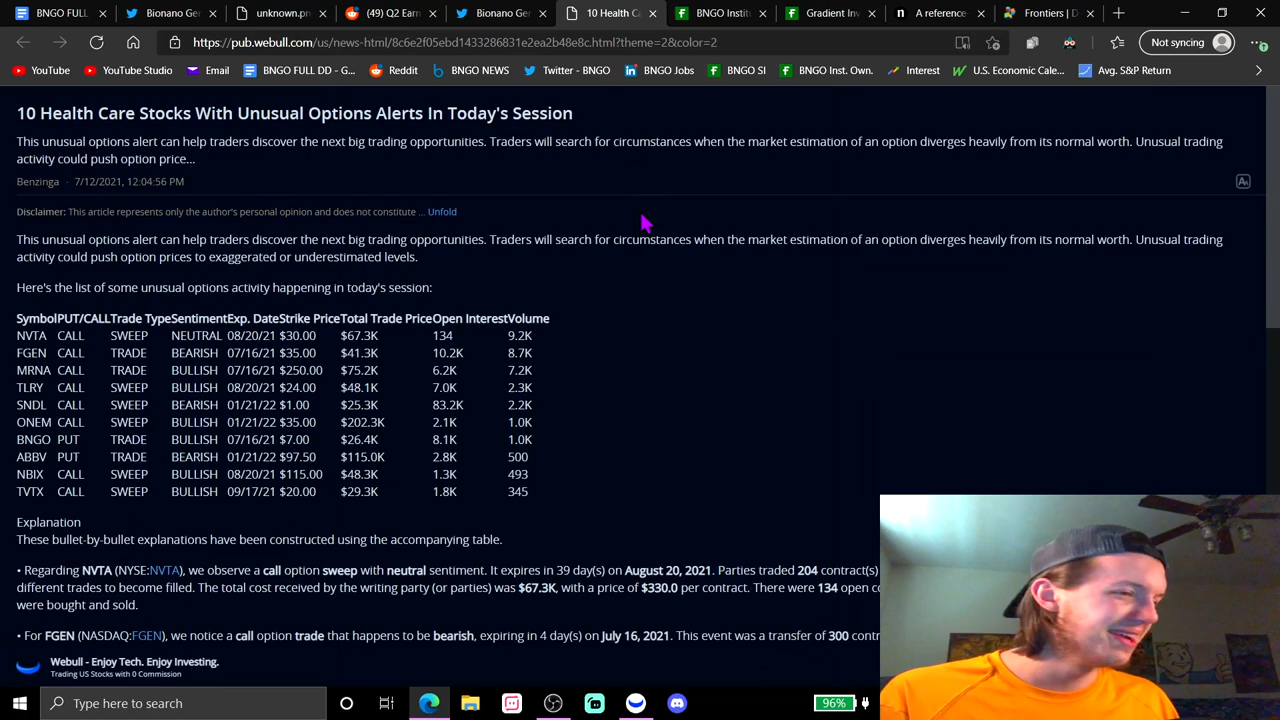 BNGO FULL
Bionano Ger
unknown.pn
(49) Q2 Earn
Bionano Ger
10 Health C
BNGO Instit
Gradient Inv
A reference-
Frontiers | D
Not syncing
https://pub.webull.com/us/news-html/8c6e2f05ebd1433286831e2ea2b48e8c.html?theme=2&color=2
YouTube
YouTube Studio
Email
BNGO FULL DD - G...
Reddit
BNGO NEWS
Twitter - BNGO
BNGO Jobs
BNGO SI
BNGO Inst. Own.
Interest
U.S. Economic Cale...
Avg. S&P Return
10 Health Care Stocks With Unusual Options Alerts In Today's Session
This unusual options alert can help traders discover the next big trading opportunities. Traders will search for circumstances when the market estimation of an option diverges heavily from its normal worth. Unusual trading
activity could push option price...
Benzinga · 7/12/2021, 12:04:56 PM
Disclaimer: This article represents only the author's personal opinion and does not constitute ... Unfold
This unusual options alert can help traders discover the next big trading opportunities. Traders will search for circumstances when the market estimation of an option diverges heavily from its normal worth. Unusual trading
activity could push option prices to exaggerated or underestimated levels.
Here's the list of some unusual options activity happening in today's session:
SymbolPUT/CALLTrade TypeSentimentExp. DateStrike PriceTotal Trade PriceOpen InterestVolume
NVTA CALL SWEEP NEUTRAL 08/20/21 $30.00 $67.3K 134 9.2K
FGEN CALL TRADE BEARISH 07/16/21 $35.00 $41.3K 10.2K 8.7K
MRNA CALL TRADE BULLISH 07/16/21 $250.00 $75.2K 6.2K 7.2K
TLRY CALL SWEEP BULLISH 08/20/21 $24.00 $48.1K 7.0K 2.3K
SNDL CALL SWEEP BEARISH 01/21/22 $1.00 $25.3K 83.2K 2.2K
ONEM CALL SWEEP BULLISH 01/21/22 $35.00 $202.3K 2.1K 1.0K
BNGO PUT TRADE BULLISH 07/16/21 $7.00 $26.4K 8.1K 1.0K
ABBV PUT TRADE BEARISH 01/21/22 $97.50 $115.0K 2.8K 500
NBIX CALL SWEEP BULLISH 08/20/21 $115.00 $48.3K 1.3K 493
TVTX CALL SWEEP BULLISH 09/17/21 $20.00 $29.3K 1.8K 345
Explanation
These bullet-by-bullet explanations have been constructed using the accompanying table.
• Regarding NVTA (NYSE:NVTA), we observe a call option sweep with neutral sentiment. It expires in 39 day(s) on August 20, 2021. Parties traded 204 contract(s)
different trades to become filled. The total cost received by the writing party (or parties) was $67.3K, with a price of $330.0 per contract. There were 134 open co
were bought and sold.
• For FGEN (NASDAQ:FGEN), we notice a call option trade that happens to be bearish, expiring in 4 day(s) on July 16, 2021. This event was a transfer of 300 contr
Webull - Enjoy Tech. Enjoy Investing.
Trading US Stocks with 0 Commission
Type here to search
96%